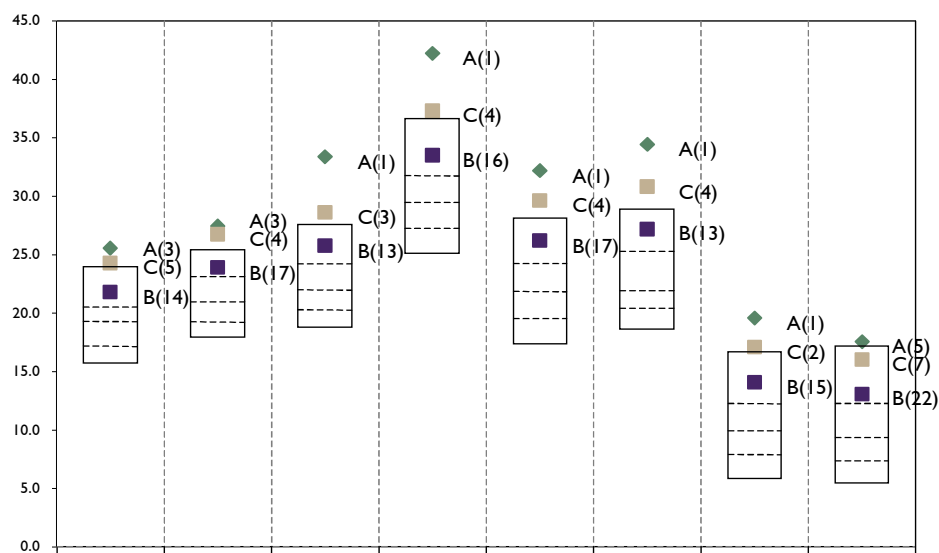 45.0
40.0
35.0
30.0
25.0
20.0
15.0
10.0
5.0
0.0
A(3)
C(5)
B(14)
A(3)
C(4)
B(17)
A(1)
C(3)
B(13)
A(1)
C(4)
B(16)
A(1)
C(4)
B(17)
A(1)
C(4)
B(13)
A(1)
C(2)
B(15)
A(5)
C(7)
B(22)